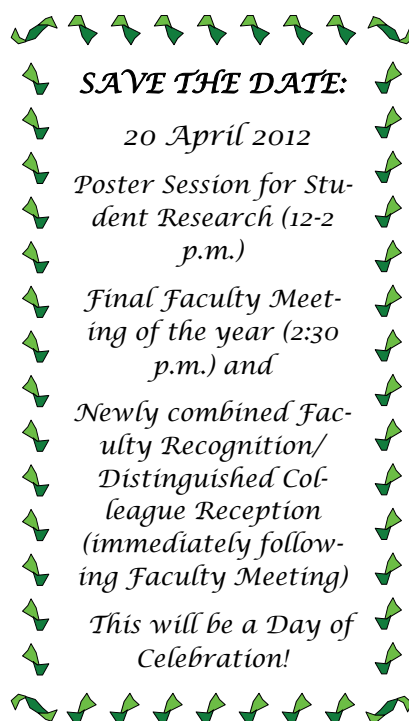 SAVE THE DATE:
20 April 2012
Poster Session for Stu-
dent Research (12-2
p.m.)
Final Faculty Meet-
ing of the year (2:30
p.m.) and
Newly combined Fac-
ulty Recognition/
Distinguished Col-
league Reception
(immediately follow-
ing Faculty Meeting)
This will be a Day of
Celebration!